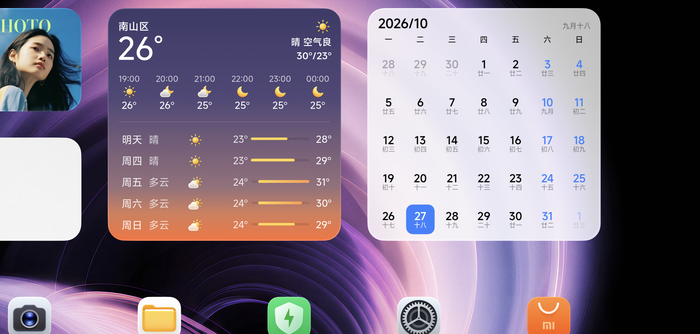 HOTO
南山区
26°
晴 空气良
30°/23°
19:00 20:00 21:00 22:00 23:00 00:00
26° 26° 25° 25° 25° 25°
明天 晴 23° 28°
周四 晴 23° 29°
周五 多云 24° 31°
周六 多云 24° 30°
周日 多云 24° 29°
2026/10 九月十八
一 二 三 四 五 六 日
28 29 30 1 2 3 4
十八 十九 二十 廿一 廿二 廿三 廿四
5 6 7 8 9 10 11
廿五 廿六 廿七 廿八 廿九 九月 初二
12 13 14 15 16 17 18
初三 初四 初五 初六 初七 初八 初九
19 20 21 22 23 24 25
初十 十一 十二 十三 十四 十五 十六
26 27 28 29 30 31 1
十七 十八 十九 二十 廿一 廿二
mi